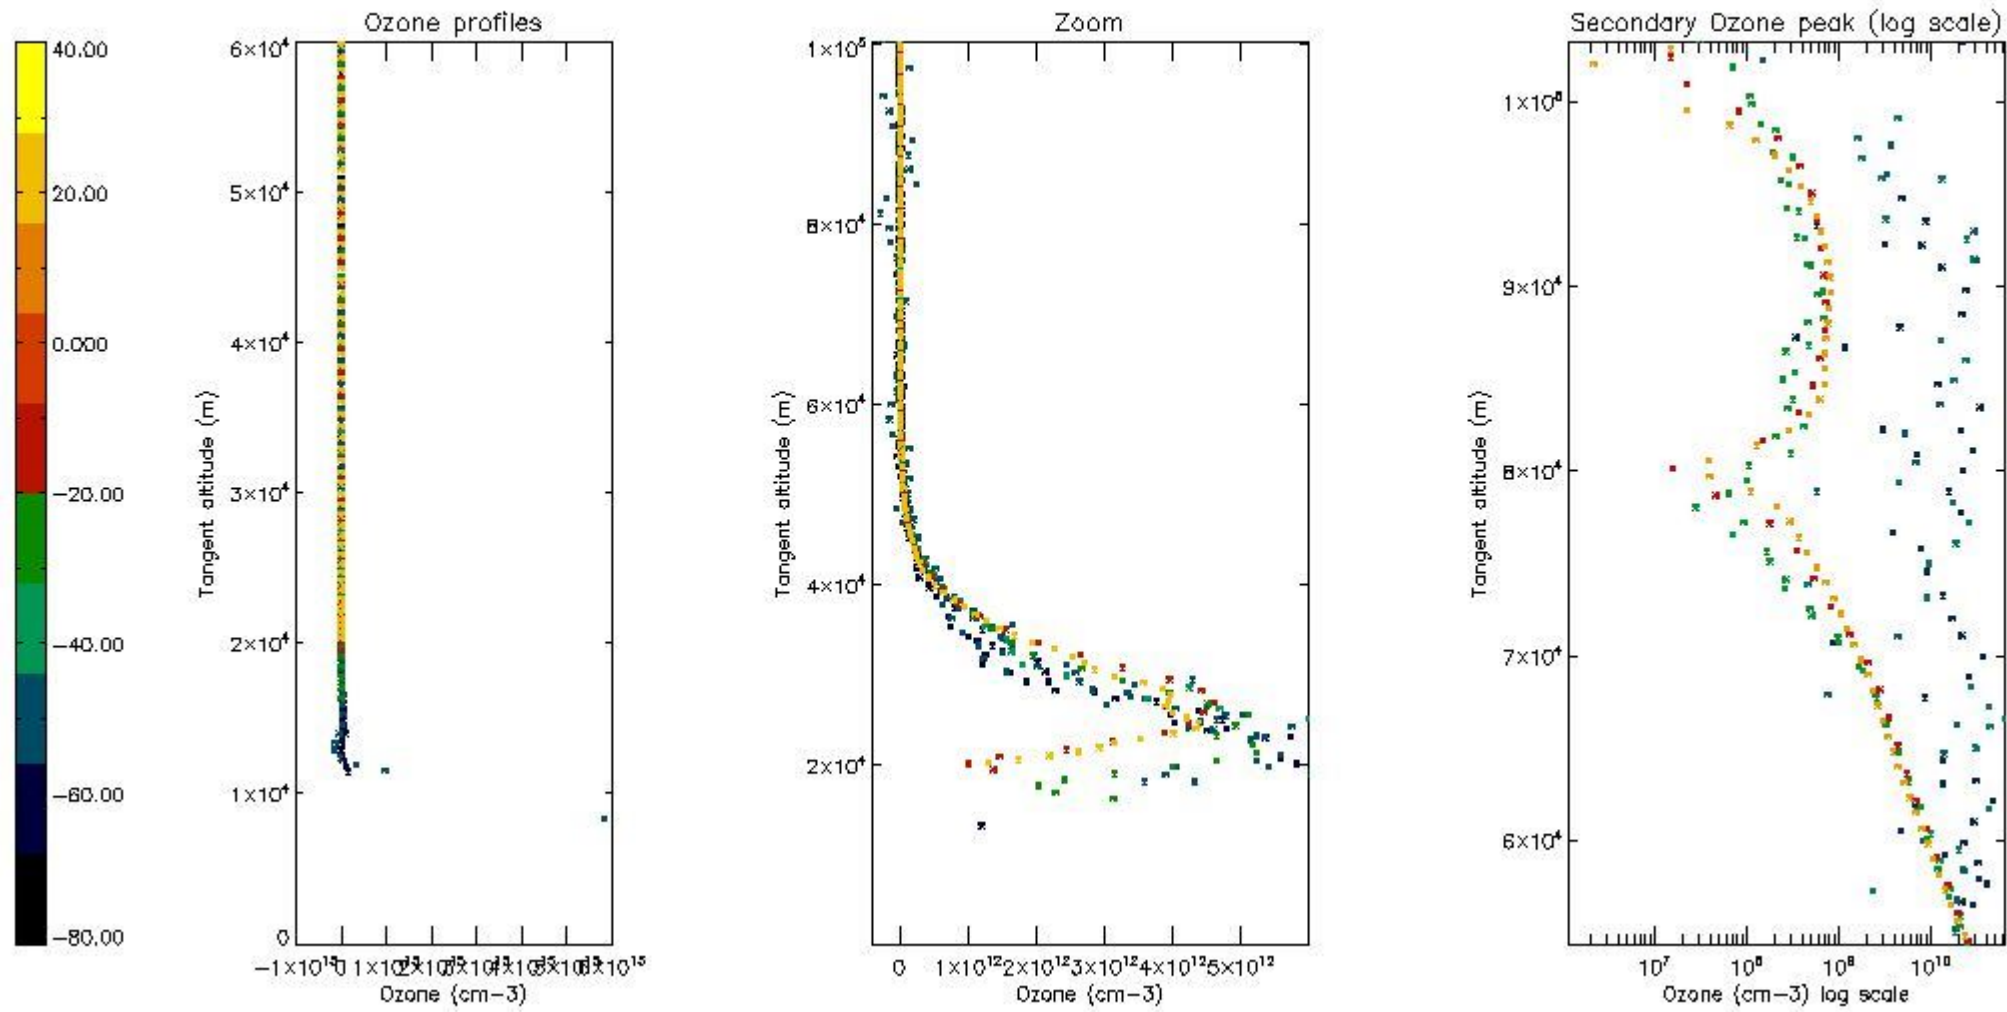 Ozone profiles
Zoom
Secondary Ozone peak (log scale)
40.00
20.00
0.000
−20.00
−40.00
−60.00
−80.00
6×10⁴
5×10⁴
4×10⁴
3×10⁴
2×10⁴
1×10⁴
0
Tangent altitude (m)
0
Ozone (cm−3)
1×10⁵
8×10⁴
6×10⁴
4×10⁴
2×10⁴
Tangent altitude (m)
0 1×10¹² 2×10¹² 3×10¹² 4×10¹² 5×10¹²
Ozone (cm−3)
9×10⁴
8×10⁴
7×10⁴
6×10⁴
Tangent altitude (m)
10⁷ 10⁸ 10⁹ 10¹⁰
Ozone (cm−3) log scale